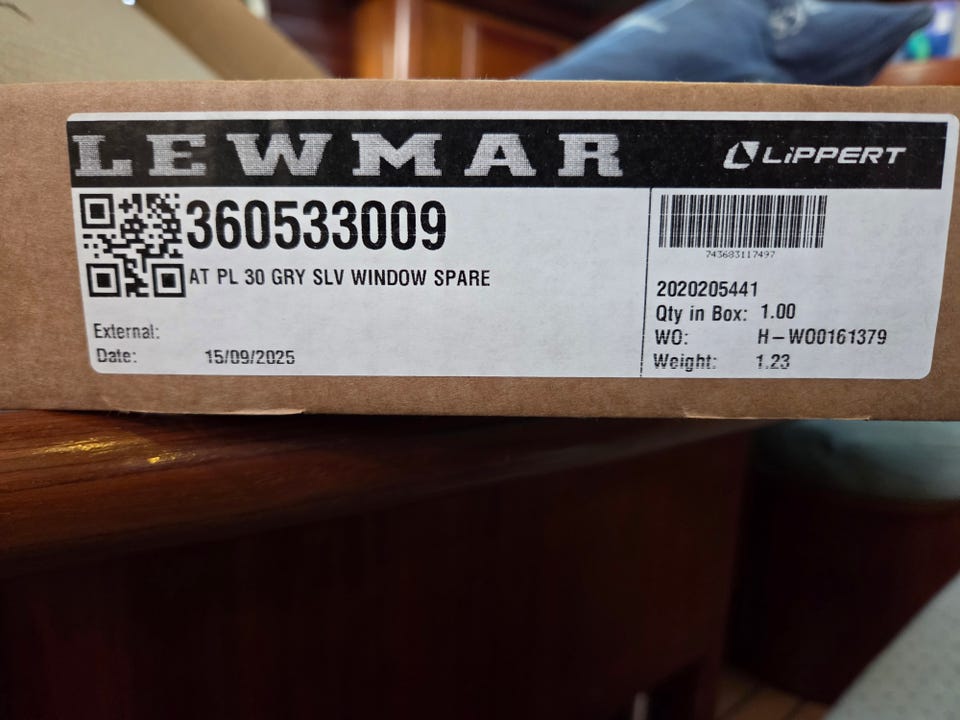 LEWMAR
LiPPERT
360533009
AT PL 30 GRY SLV WINDOW SPARE
External:
Date: 15/09/2025
743683117497
2020205441
Qty in Box: 1.00
WO: H-WO0161379
Weight: 1.23